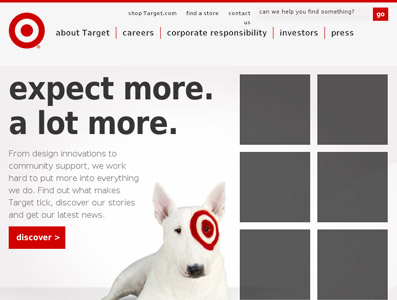 shop Target.com find a store contact us
can we help you find something? go
about Target careers corporate responsibility investors press
expect more.
a lot more.
From design innovations to
community support, we work
hard to put more into everything
we do. Find out what makes
Target tick, discover our stories
and get our latest news.
discover >